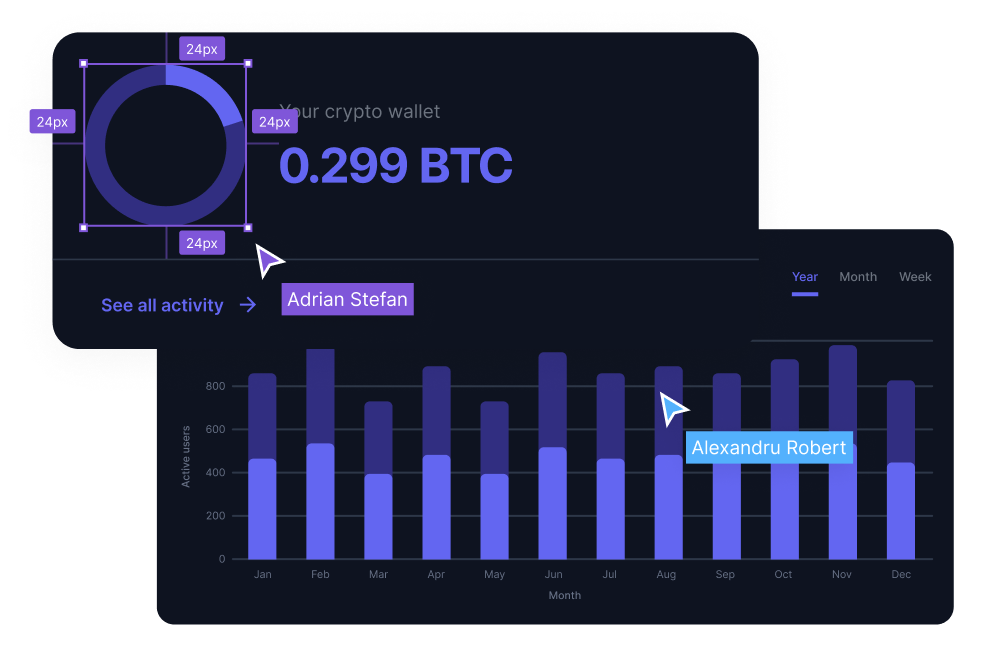 24px
24px
24px
Your crypto wallet
0.299 BTC
24px
See all activity
Adrian Stefan
Year
Month
Week
800
600
400
200
0
Active users
Alexandru Robert
Jan
Feb
Mar
Apr
May
Jun
Jul
Aug
Sep
Oct
Nov
Dec
Month